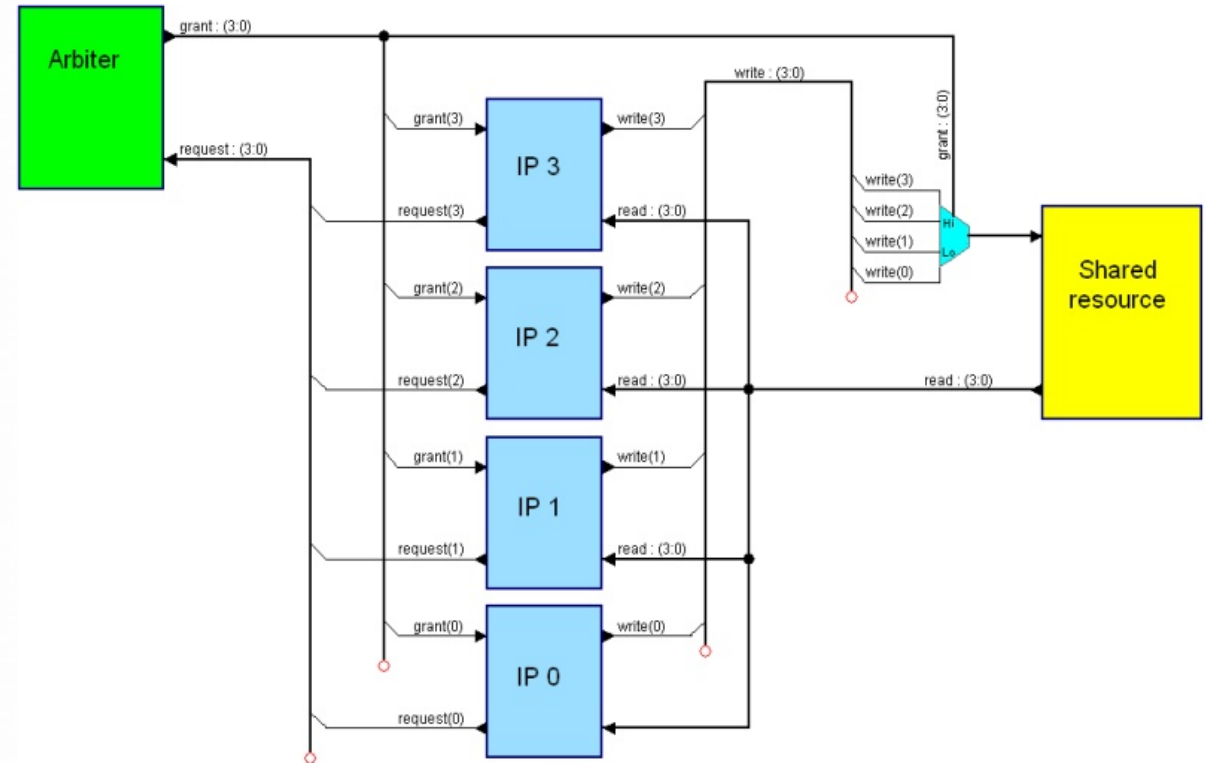 grant : (3:0)
Arbiter
write : (3:0)
grant : (3:0)
grant(3)
write(3)
request : (3:0)
IP 3
write(3)
request(3)
read : (3:0)
write(2)
Hi
write(1)
Lo
write(0)
Shared
resource
grant(2)
write(2)
IP 2
request(2)
read : (3:0)
read : (3:0)
grant(1)
write(1)
IP 1
request(1)
read : (3:0)
grant(0)
write(0)
IP 0
request(0)